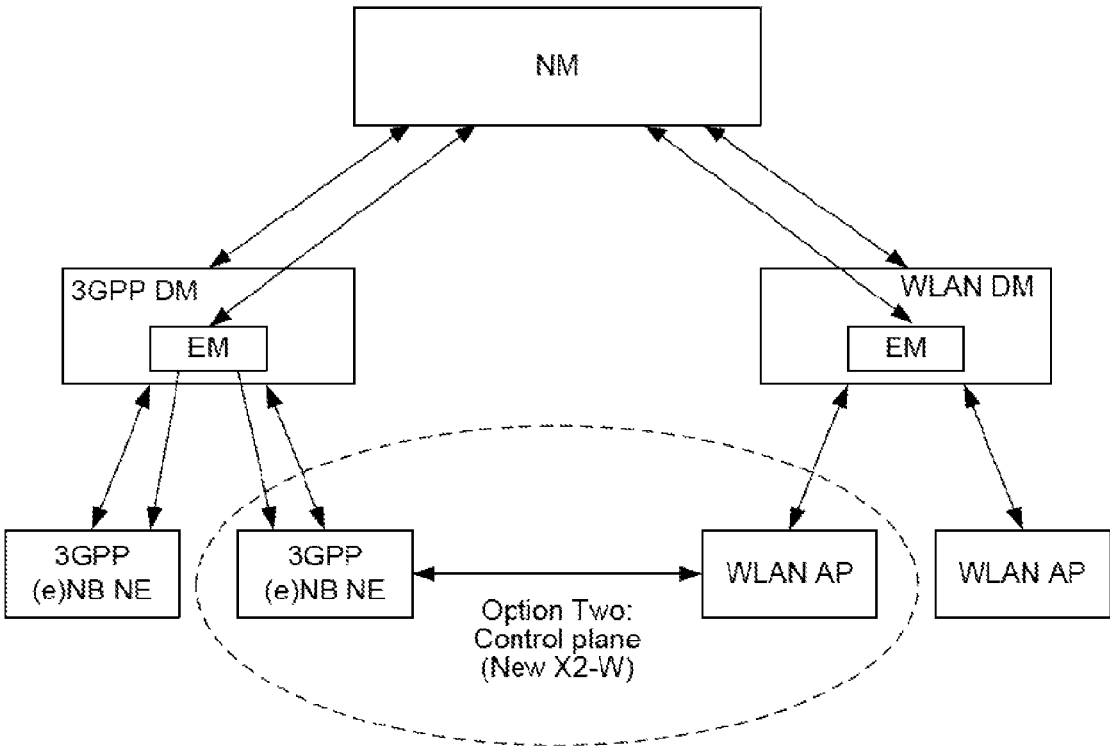 NM
3GPP DM
EM
WLAN DM
EM
3GPP
(e)NB NE
3GPP
(e)NB NE
WLAN AP
WLAN AP
Option Two:
Control plane
(New X2-W)